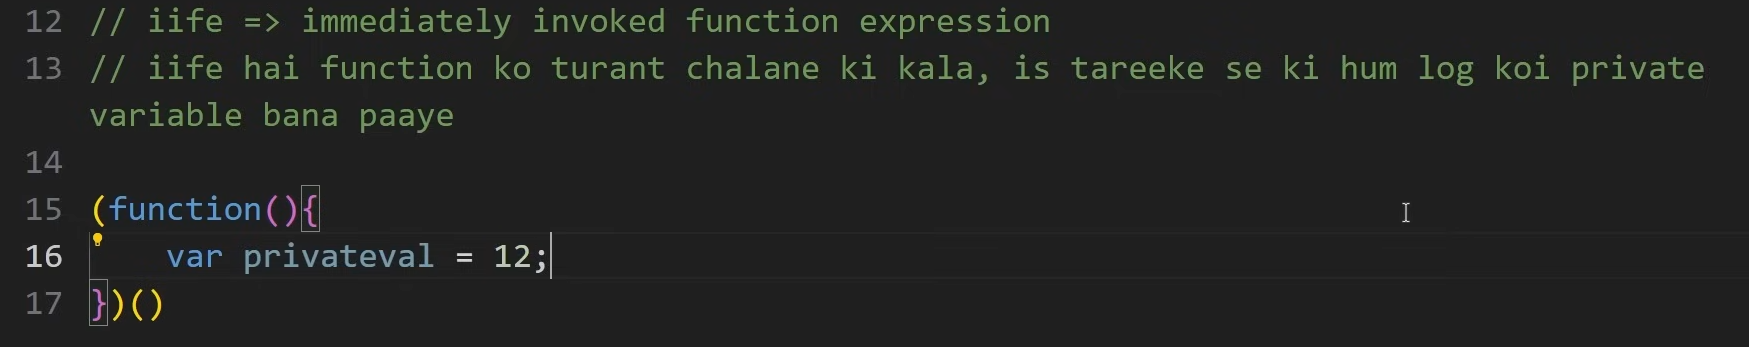 12 // iife => immediately invoked function expression
13 // iife hai function ko turant chalane ki kala, is tareeke se ki hum log koi private
variable bana paaye
14
15 (function(){
16     var privateval = 12;
17 })()